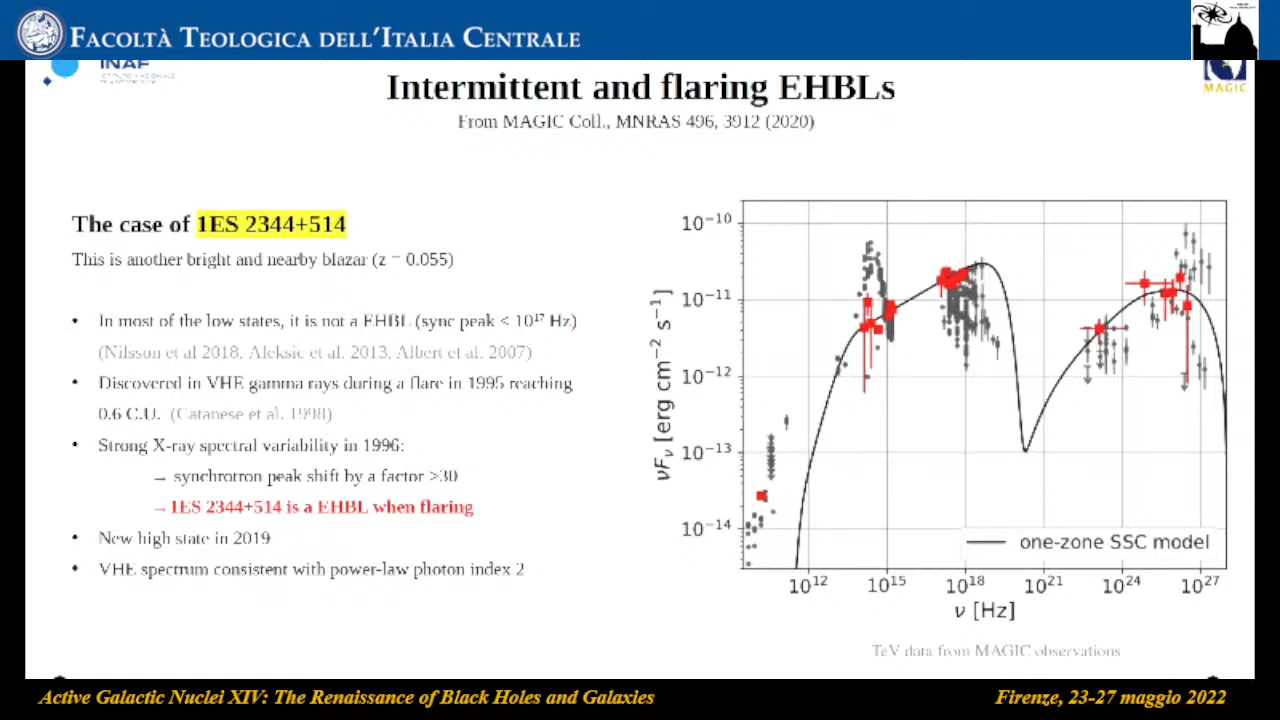 FACOLTÀ TEOLOGICA DELL'ITALIA CENTRALE
INAF
MAGIC
Intermittent and flaring EHBLs
From MAGIC Coll., MNRAS 496, 3912 (2020)
The case of 1ES 2344+514
This is another bright and nearby blazar (z = 0.055)
• In most of the low states, it is not a EHBL (sync peak < 10¹⁷ Hz)
(Nilsson et al 2018, Aleksic et al. 2013, Albert et al. 2007)
• Discovered in VHE gamma rays during a flare in 1995 reaching
0.6 C.U. (Catanese et al. 1998)
• Strong X-ray spectral variability in 1996:
→ synchrotron peak shift by a factor >30
→ 1ES 2344+514 is a EHBL when flaring
• New high state in 2019
• VHE spectrum consistent with power-law photon index 2
νFν [erg cm⁻² s⁻¹]
10⁻¹⁰
10⁻¹¹
10⁻¹²
10⁻¹³
10⁻¹⁴
one-zone SSC model
10¹² 10¹⁵ 10¹⁸ 10²¹ 10²⁴ 10²⁷
ν [Hz]
TeV data from MAGIC observations
Active Galactic Nuclei XIV: The Renaissance of Black Holes and Galaxies
Firenze, 23-27 maggio 2022